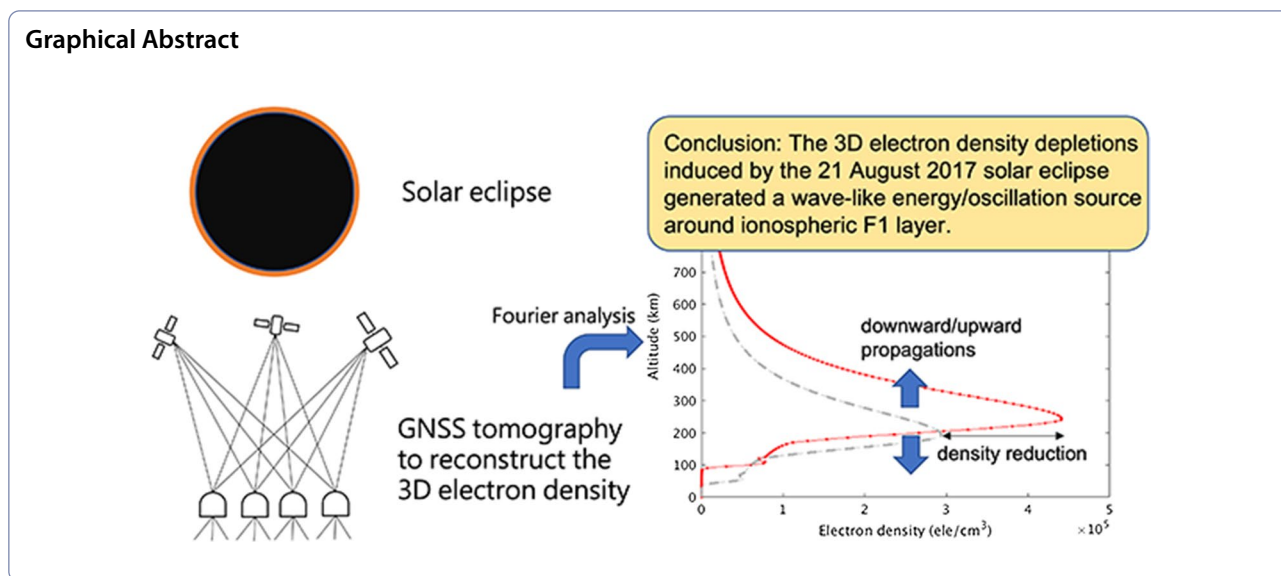 Graphical Abstract
Solar eclipse
GNSS tomography
to reconstruct the
3D electron density
Fourier analysis
Conclusion: The 3D electron density depletions
induced by the 21 August 2017 solar eclipse
generated a wave-like energy/oscillation source
around ionospheric F1 layer.
Altitude (km)
700
600
500
400
300
200
100
0
downward/upward
propagations
density reduction
0 1 2 3 4 5
Electron density (ele/cm³) ×10⁵